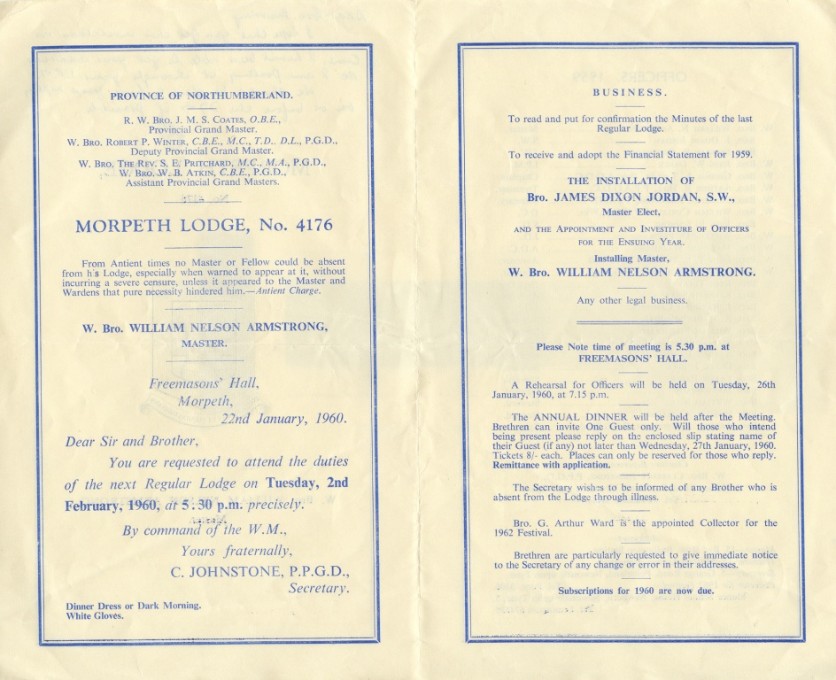 PROVINCE OF NORTHUMBERLAND.
R. W. BRO. J. M. S. COATES, O.B.E.,
Provincial Grand Master.
W. BRO. ROBERT P. WINTER, C.B.E., M.C., T.D., D.L., P.G.D.,
Deputy Provincial Grand Master.
W. BRO. THE REV. S. E. PRITCHARD, M.C., M.A., P.G.D.,
W. BRO. W. B. ATKIN, C.B.E., P.G.D.,
Assistant Provincial Grand Masters.
MORPETH LODGE, No. 4176
From Antient times no Master or Fellow could be absent
from his Lodge, especially when warned to appear at it, without
incurring a severe censure, unless it appeared to the Master and
Wardens that pure necessity hindered him.—Antient Charge.
W. Bro. WILLIAM NELSON ARMSTRONG,
MASTER.
Freemasons' Hall,
Morpeth,
22nd January, 1960.
Dear Sir and Brother,
You are requested to attend the duties
of the next Regular Lodge on Tuesday, 2nd
February, 1960, at 5.30 p.m. precisely.
By command of the W.M.,
Yours fraternally,
C. JOHNSTONE, P.P.G.D.,
Secretary.
Dinner Dress or Dark Morning.
White Gloves.
BUSINESS.
To read and put for confirmation the Minutes of the last
Regular Lodge.
To receive and adopt the Financial Statement for 1959.
THE INSTALLATION OF
Bro. JAMES DIXON JORDAN, S.W.,
Master Elect,
AND THE APPOINTMENT AND INVESTITURE OF OFFICERS
FOR THE ENSUING YEAR.
Installing Master,
W. Bro. WILLIAM NELSON ARMSTRONG.
Any other legal business.
Please Note time of meeting is 5.30 p.m. at
FREEMASONS' HALL.
A Rehearsal for Officers will be held on Tuesday, 26th
January, 1960, at 7.15 p.m.
The ANNUAL DINNER will be held after the Meeting.
Brethren can invite One Guest only. Will those who intend
being present please reply on the enclosed slip stating name of
their Guest (if any) not later than Wednesday, 27th January, 1960.
Tickets 8/- each. Places can only be reserved for those who reply.
Remittance with application.
The Secretary wishes to be informed of any Brother who is
absent from the Lodge through illness.
Bro. G. Arthur Ward is the appointed Collector for the
1962 Festival.
Brethren are particularly requested to give immediate notice
to the Secretary of any change or error in their addresses.
Subscriptions for 1960 are now due.